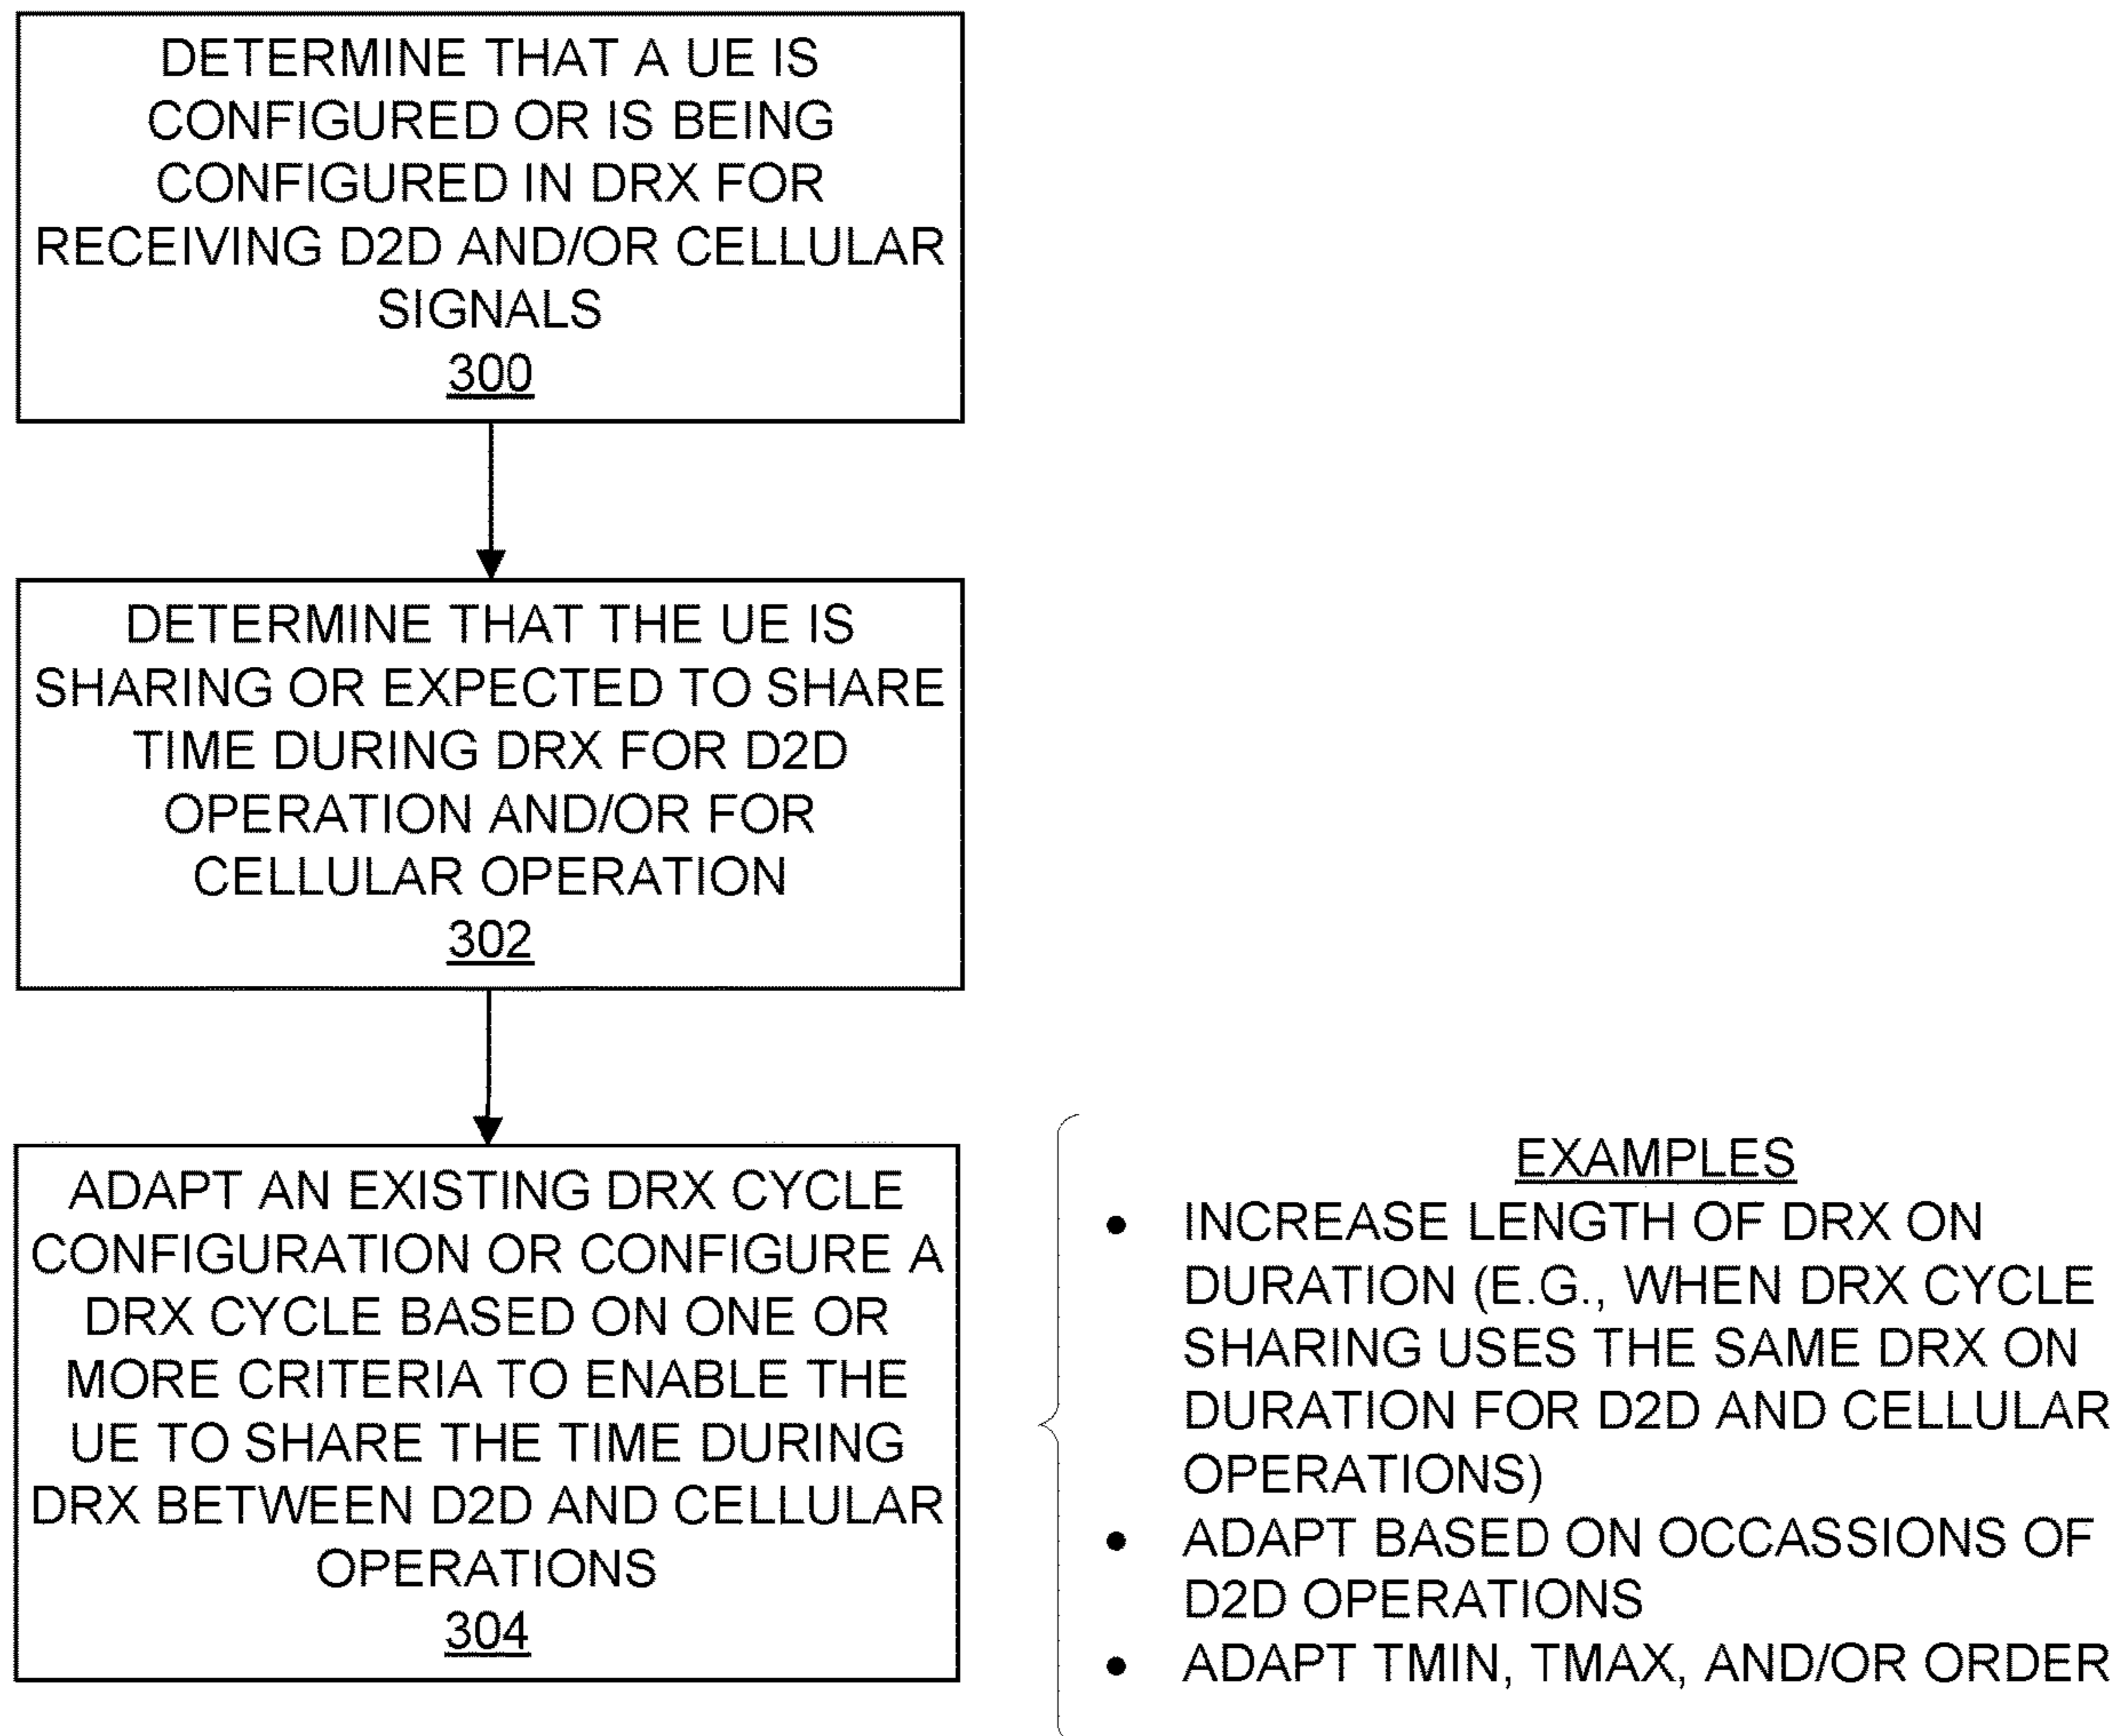 DETERMINE THAT A UE IS
CONFIGURED OR IS BEING
CONFIGURED IN DRX FOR
RECEIVING D2D AND/OR CELLULAR
SIGNALS
300
DETERMINE THAT THE UE IS
SHARING OR EXPECTED TO SHARE
TIME DURING DRX FOR D2D
OPERATION AND/OR FOR
CELLULAR OPERATION
302
ADAPT AN EXISTING DRX CYCLE
CONFIGURATION OR CONFIGURE A
DRX CYCLE BASED ON ONE OR
MORE CRITERIA TO ENABLE THE
UE TO SHARE THE TIME DURING
DRX BETWEEN D2D AND CELLULAR
OPERATIONS
304
EXAMPLES
• INCREASE LENGTH OF DRX ON
DURATION (E.G., WHEN DRX CYCLE
SHARING USES THE SAME DRX ON
DURATION FOR D2D AND CELLULAR
OPERATIONS)
• ADAPT BASED ON OCCASSIONS OF
D2D OPERATIONS
• ADAPT TMIN, TMAX, AND/OR ORDER